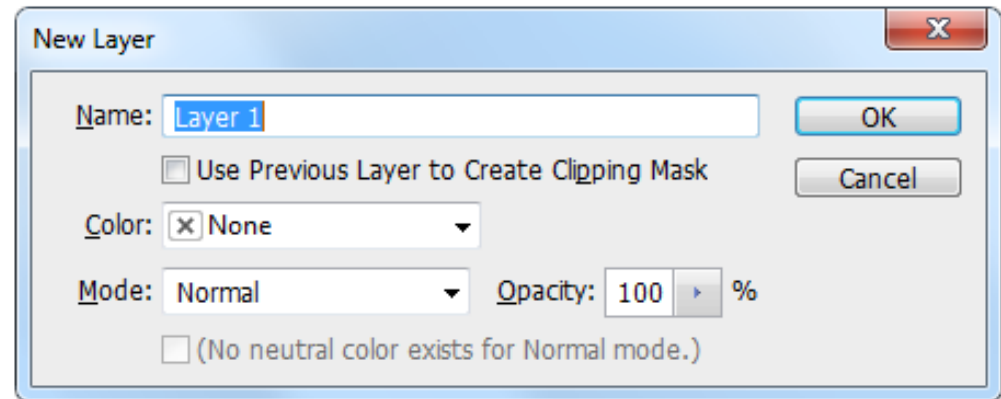 New Layer
Name: Layer 1 OK
Use Previous Layer to Create Clipping Mask Cancel
Color: None
Mode: Normal Opacity: 100 %
(No neutral color exists for Normal mode.)